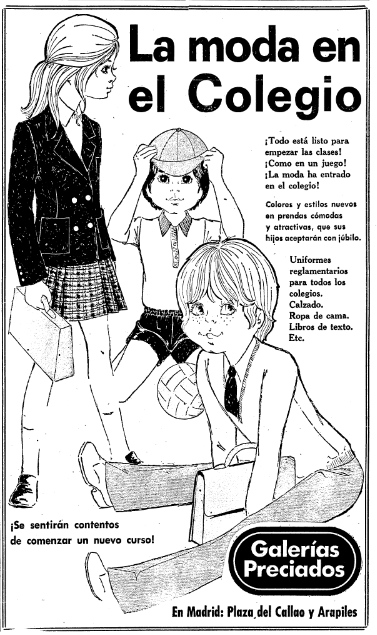 La moda en
el Colegio
¡Todo está listo para
empezar las clases!
¡Como en un juego!
¡La moda ha entrado
en el colegio!
Colores y estilos nuevos
en prendas cómodas
y atractivas, que sus
hijos aceptarán con júbilo.
Uniformes
reglamentarios
para todos los
colegios.
Calzado.
Ropa de cama.
Libros de texto.
Etc.
¡Se sentirán contentos
de comenzar un nuevo curso!
Galerías
Preciados
En Madrid: Plaza del Callao y Arapiles